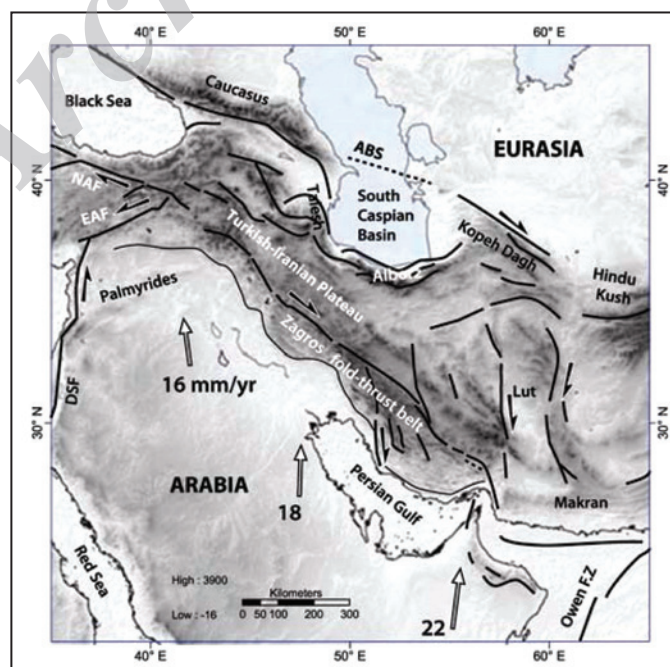 Arch
40° E
50° E
60° E
Black Sea
Caucasus
ABS
EURASIA
40° N
40° N
NAF
EAF
Talesh
South
Caspian
Basin
Kopeh Dagh
Hindu
Kush
Turkish-Iranian Plateau
Palmyrides
16 mm/yr
Zagros fold-thrust belt
Lut
DSF
30° N
30° N
ARABIA
18
Persian Gulf
Makran
Red Sea
High : 3900
Low : -16
Kilometers
0 50 100 200 300
22
Owen F.Z
40° E
50° E
60° E